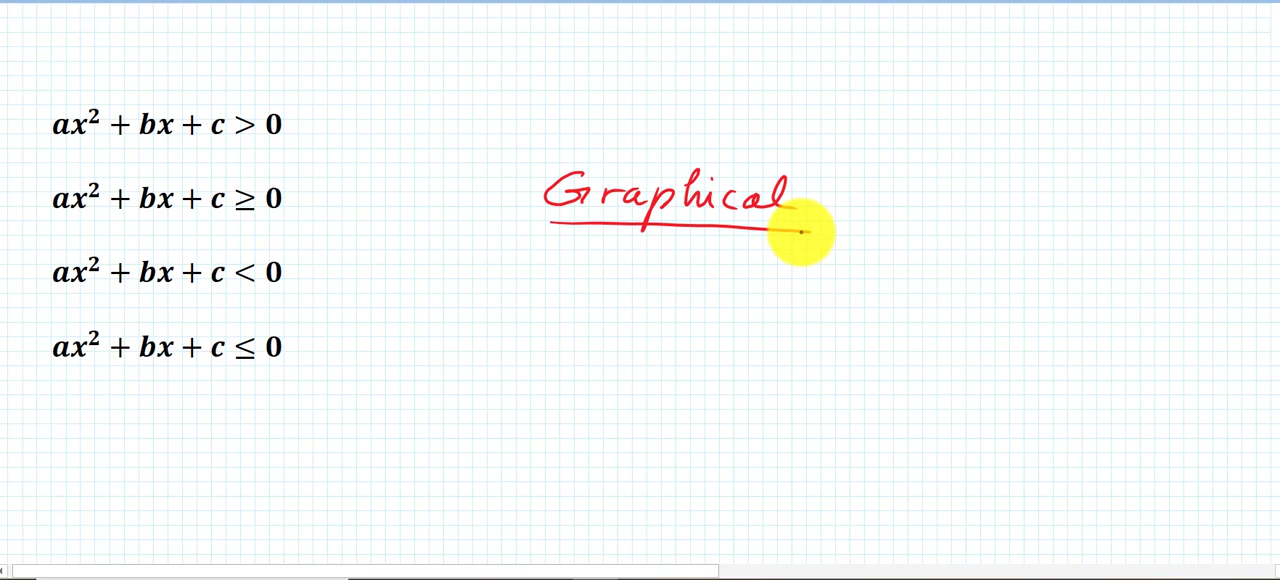 ax² + bx + c > 0
ax² + bx + c ≥ 0
ax² + bx + c < 0
ax² + bx + c ≤ 0
Graphical